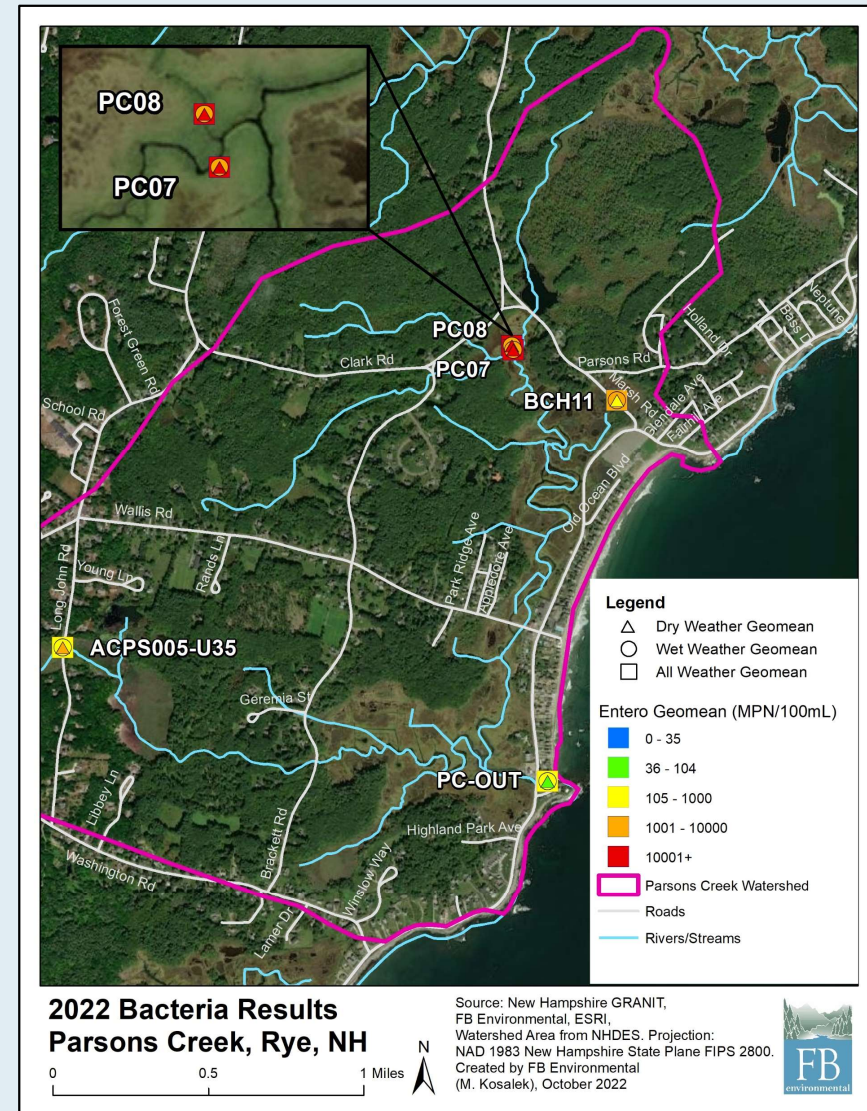 PC08
PC07
Forest Green Rd
School Rd
Clark Rd
PC08
PC07
Parsons Rd
Holland Dr
Bass D
Neptune D
BCH11
Marsh Rd
Glendale Ave
Fairhill Ave
Old Ocean Blvd
Wallis Rd
Rands Ln
Park Ridge Ave
Appledore Ave
Young Ln
Long John Rd
ACPS005-U35
Geremia St
PC-OUT
Libbey Ln
Highland Park Ave
Washington Rd
Brackett Rd
Lamer Dr
Winslow Way
Legend
Dry Weather Geomean
Wet Weather Geomean
All Weather Geomean
Entero Geomean (MPN/100mL)
0 - 35
36 - 104
105 - 1000
1001 - 10000
10001+
Parsons Creek Watershed
Roads
Rivers/Streams
2022 Bacteria Results
Parsons Creek, Rye, NH
0 0.5 1 Miles
N
Source: New Hampshire GRANIT,
FB Environmental, ESRI,
Watershed Area from NHDES. Projection:
NAD 1983 New Hampshire State Plane FIPS 2800.
Created by FB Environmental
(M. Kosalek), October 2022
FB
environmental